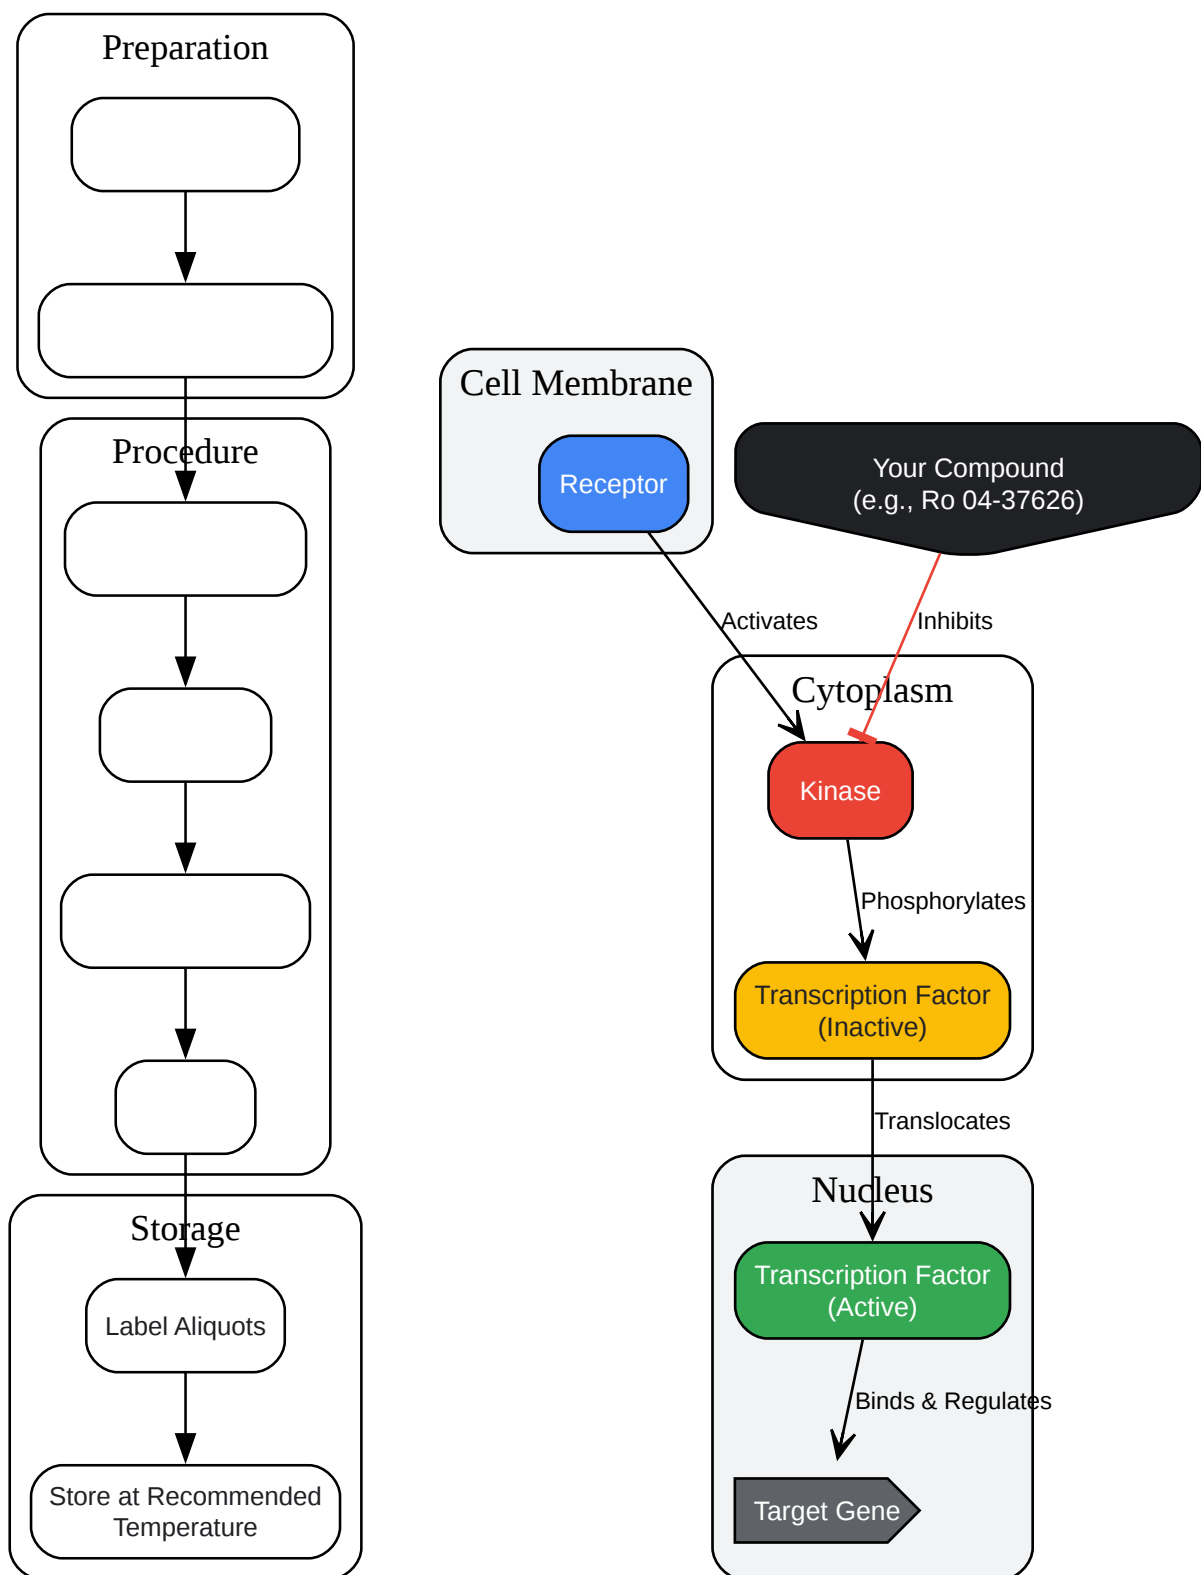 Preparation
Procedure
Storage
Label Aliquots
Store at Recommended
Temperature
Cell Membrane
Receptor
Your Compound
(e.g., Ro 04-37626)
Activates
Inhibits
Cytoplasm
Kinase
Phosphorylates
Transcription Factor
(Inactive)
Translocates
Nucleus
Transcription Factor
(Active)
Binds & Regulates
Target Gene